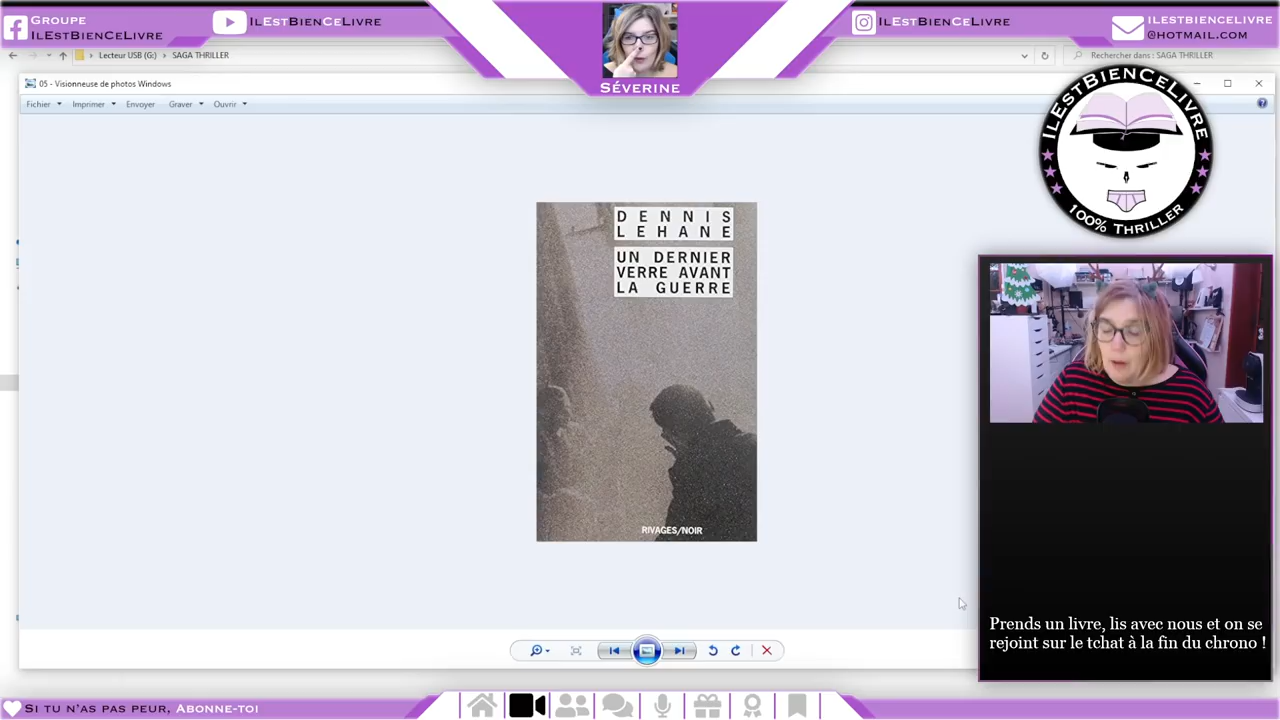 GROUPE
ILESTBIENCELIVRE
ILESTBIENCELIVRE
SÉVERINE
ILESTBIENCELIVRE
ILESTBIENCELIVRE
@HOTMAIL.COM
Lecteur USB (G:) > SAGA THRILLER
Rechercher dans : SAGA THRILLER
05 - Visionneuse de photos Windows
Fichier Imprimer Envoyer Graver Ouvrir
ILESTBIENCELIVRE
100% THRILLER
DENNIS
LEHANE
UN DERNIER
VERRE AVANT
LA GUERRE
RIVAGES/NOIR
Prends un livre, lis avec nous et on se
rejoint sur le tchat à la fin du chrono !
SI TU N'AS PAS PEUR, ABONNE-TOI